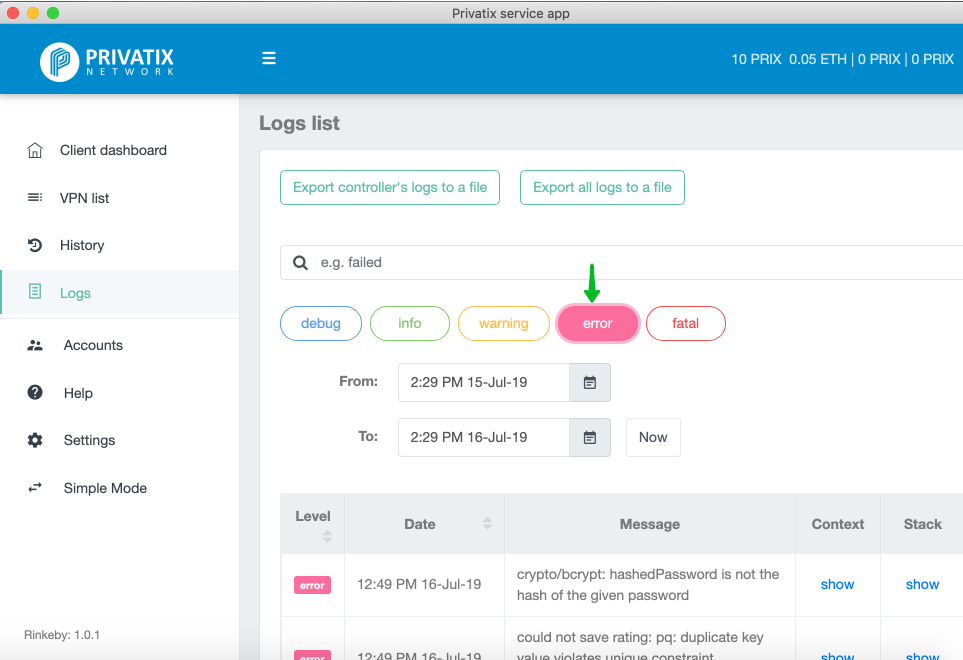 Privatix service app
PRIVATIX
NETWORK
10 PRIX 0.05 ETH | 0 PRIX | 0 PRIX
Client dashboard
VPN list
History
Logs
Accounts
Help
Settings
Simple Mode
Rinkeby: 1.0.1
Logs list
Export controller's logs to a file
Export all logs to a file
e.g. failed
debug
info
warning
error
fatal
From:
2:29 PM 15-Jul-19
To:
2:29 PM 16-Jul-19
Now
Level
Date
Message
Context
Stack
error
12:49 PM 16-Jul-19
crypto/bcrypt: hashedPassword is not the
hash of the given password
show
show
error
12:49 PM 16-Jul-19
could not save rating: pq: duplicate key
value violates unique constraint
show
show